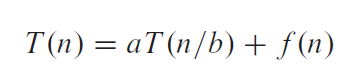 T(n) = aT(n/b) + f(n)